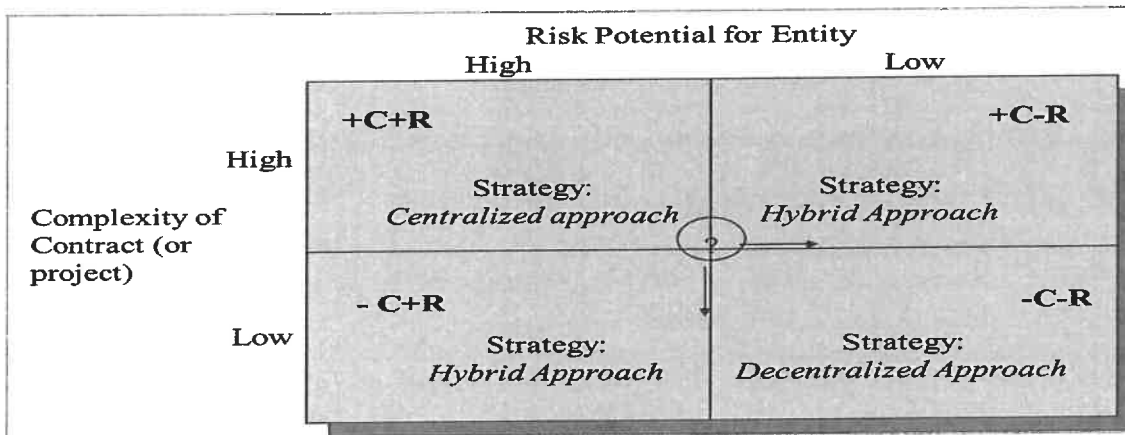 Risk Potential for Entity
High Low
+C+R +C-R
High
Strategy: Strategy:
Centralized approach Hybrid Approach
Complexity of
Contract (or
project)
?
- C+R -C-R
Low
Strategy: Strategy:
Hybrid Approach Decentralized Approach